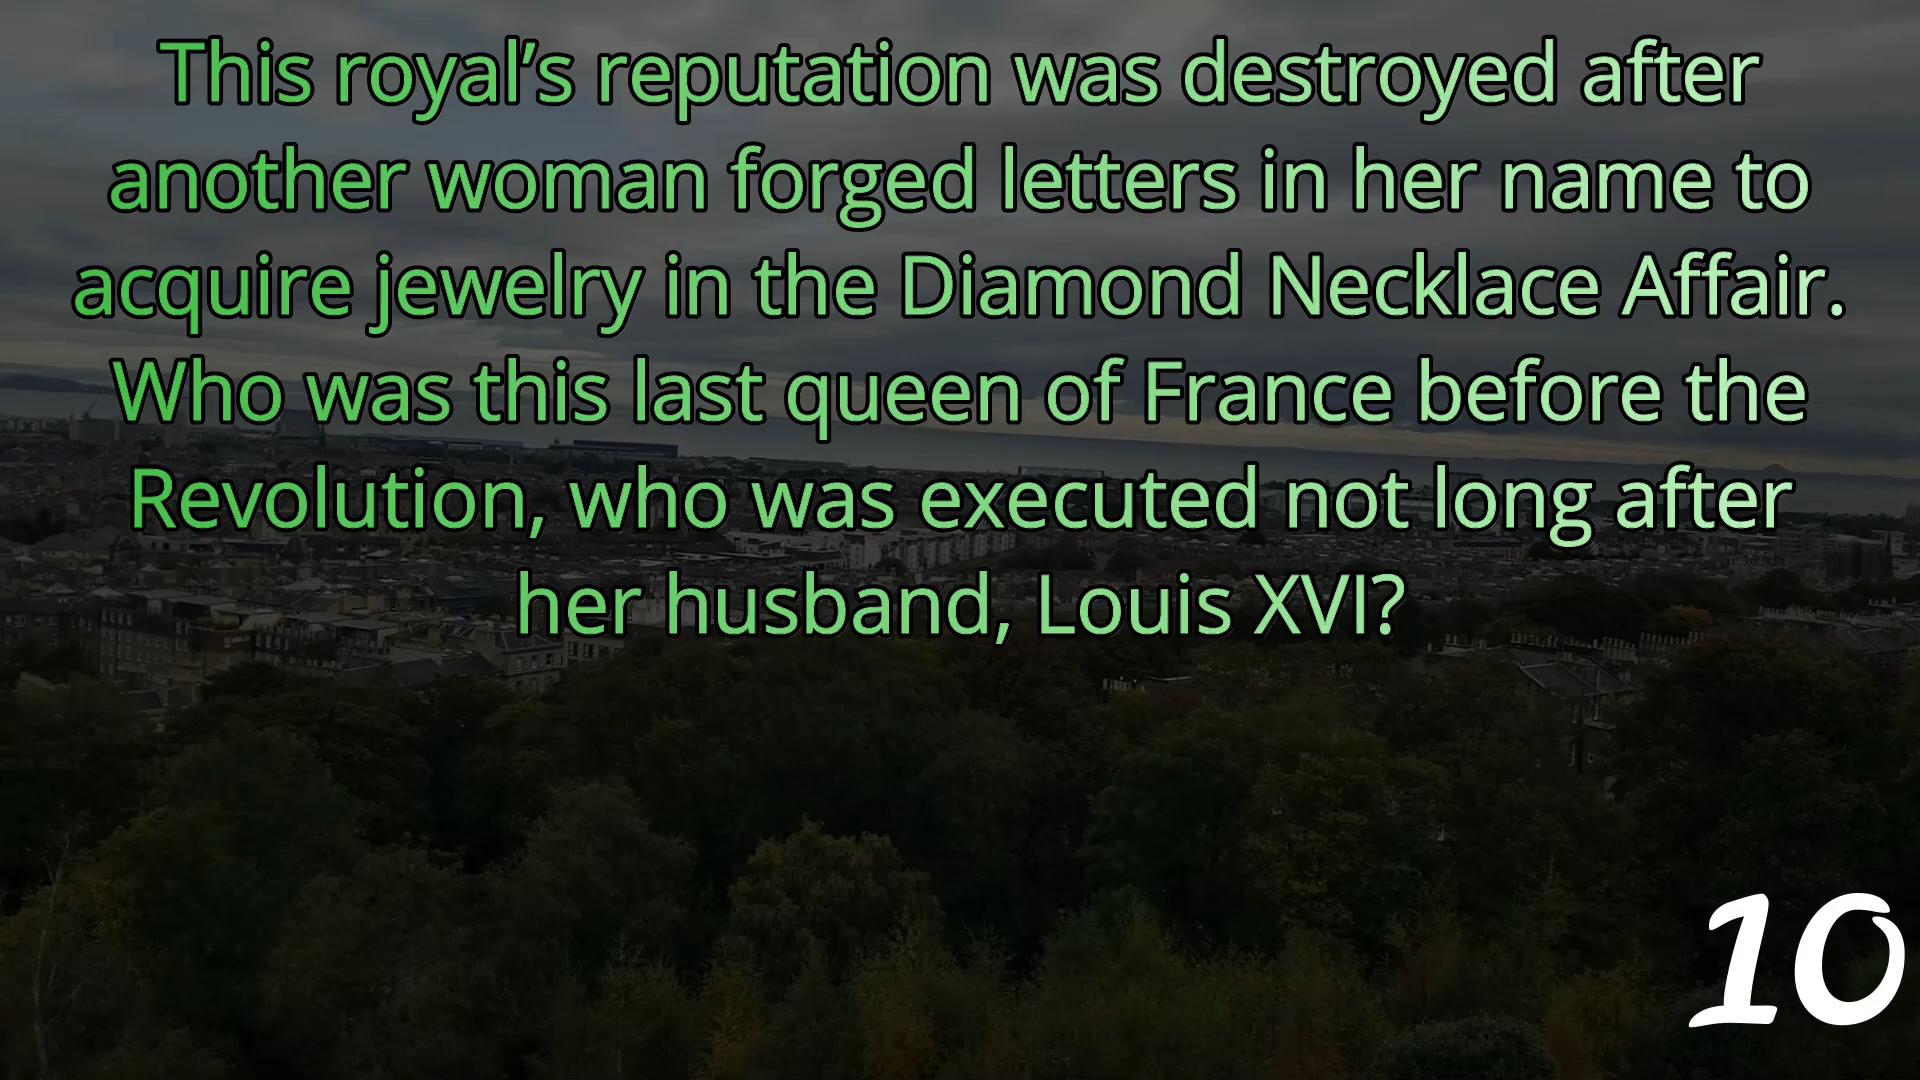 This royal’s reputation was destroyed after
another woman forged letters in her name to
acquire jewelry in the Diamond Necklace Affair.
Who was this last queen of France before the
Revolution, who was executed not long after
her husband, Louis XVI?
10